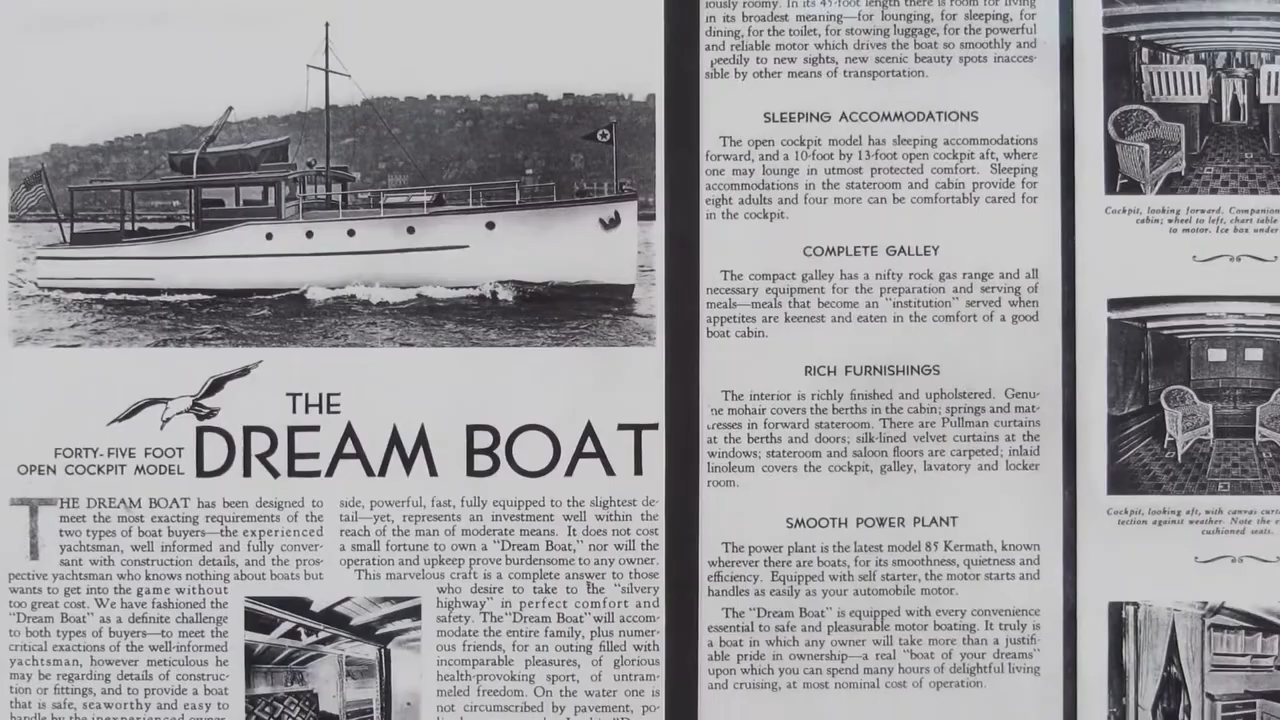 THE
FORTY-FIVE FOOT
OPEN COCKPIT MODEL
DREAM BOAT
THE DREAM BOAT has been designed to
meet the most exacting requirements of the
two types of boat buyers—the experienced
yachtsman, well informed and fully conver-
sant with construction details, and the pros-
pective yachtsman who knows nothing about boats but
wants to get into the game without
too great cost. We have fashioned the
"Dream Boat" as a definite challenge
to both types of buyers—to meet the
critical exactions of the well-informed
yachtsman, however meticulous he
may be regarding details of construc-
tion or fittings, and to provide a boat
that is safe, seaworthy and easy to
handle by the inexperienced owner.
side, powerful, fast, fully equipped to the slightest de-
tail—yet, represents an investment well within the
reach of the man of moderate means. It does not cost
a small fortune to own a "Dream Boat," nor will the
operation and upkeep prove burdensome to any owner.
This marvelous craft is a complete answer to those
who desire to take to the "silvery
highway" in perfect comfort and
safety. The "Dream Boat" will accom-
modate the entire family, plus numer-
ous friends, for an outing filled with
incomparable pleasures, of glorious
health-provoking sport, of untram-
meled freedom. On the water one is
not circumscribed by pavement, po-
iously roomy. In its 45-foot length there is room for living
in its broadest meaning—for lounging, for sleeping, for
dining, for the toilet, for stowing luggage, for the powerful
and reliable motor which drives the boat so smoothly and
peedily to new sights, new scenic beauty spots inacces-
sible by other means of transportation.
SLEEPING ACCOMMODATIONS
The open cockpit model has sleeping accommodations
forward, and a 10-foot by 13-foot open cockpit aft, where
one may lounge in utmost protected comfort. Sleeping
accommodations in the stateroom and cabin provide for
eight adults and four more can be comfortably cared for
in the cockpit.
COMPLETE GALLEY
The compact galley has a nifty rock gas range and all
necessary equipment for the preparation and serving of
meals—meals that become an "institution" served when
appetites are keenest and eaten in the comfort of a good
boat cabin.
RICH FURNISHINGS
The interior is richly finished and upholstered. Genu-
ne mohair covers the berths in the cabin; springs and mat-
tresses in forward stateroom. There are Pullman curtains
at the berths and doors; silk-lined velvet curtains at the
windows; stateroom and saloon floors are carpeted; inlaid
linoleum covers the cockpit, galley, lavatory and locker
room.
SMOOTH POWER PLANT
The power plant is the latest model 85 Kermath, known
wherever there are boats, for its smoothness, quietness and
efficiency. Equipped with self starter, the motor starts and
handles as easily as your automobile motor.
The "Dream Boat" is equipped with every convenience
essential to safe and pleasurable motor boating. It truly is
a boat in which any owner will take more than a justifi-
able pride in ownership—a real "boat of your dreams"
upon which you can spend many hours of delightful living
and cruising, at most nominal cost of operation.
Cockpit, looking forward. Companion
cabin; wheel to left, chart table
to motor. Ice box under
Cockpit, looking aft, with canvas curt
tection against weather. Note the
cushioned seats.